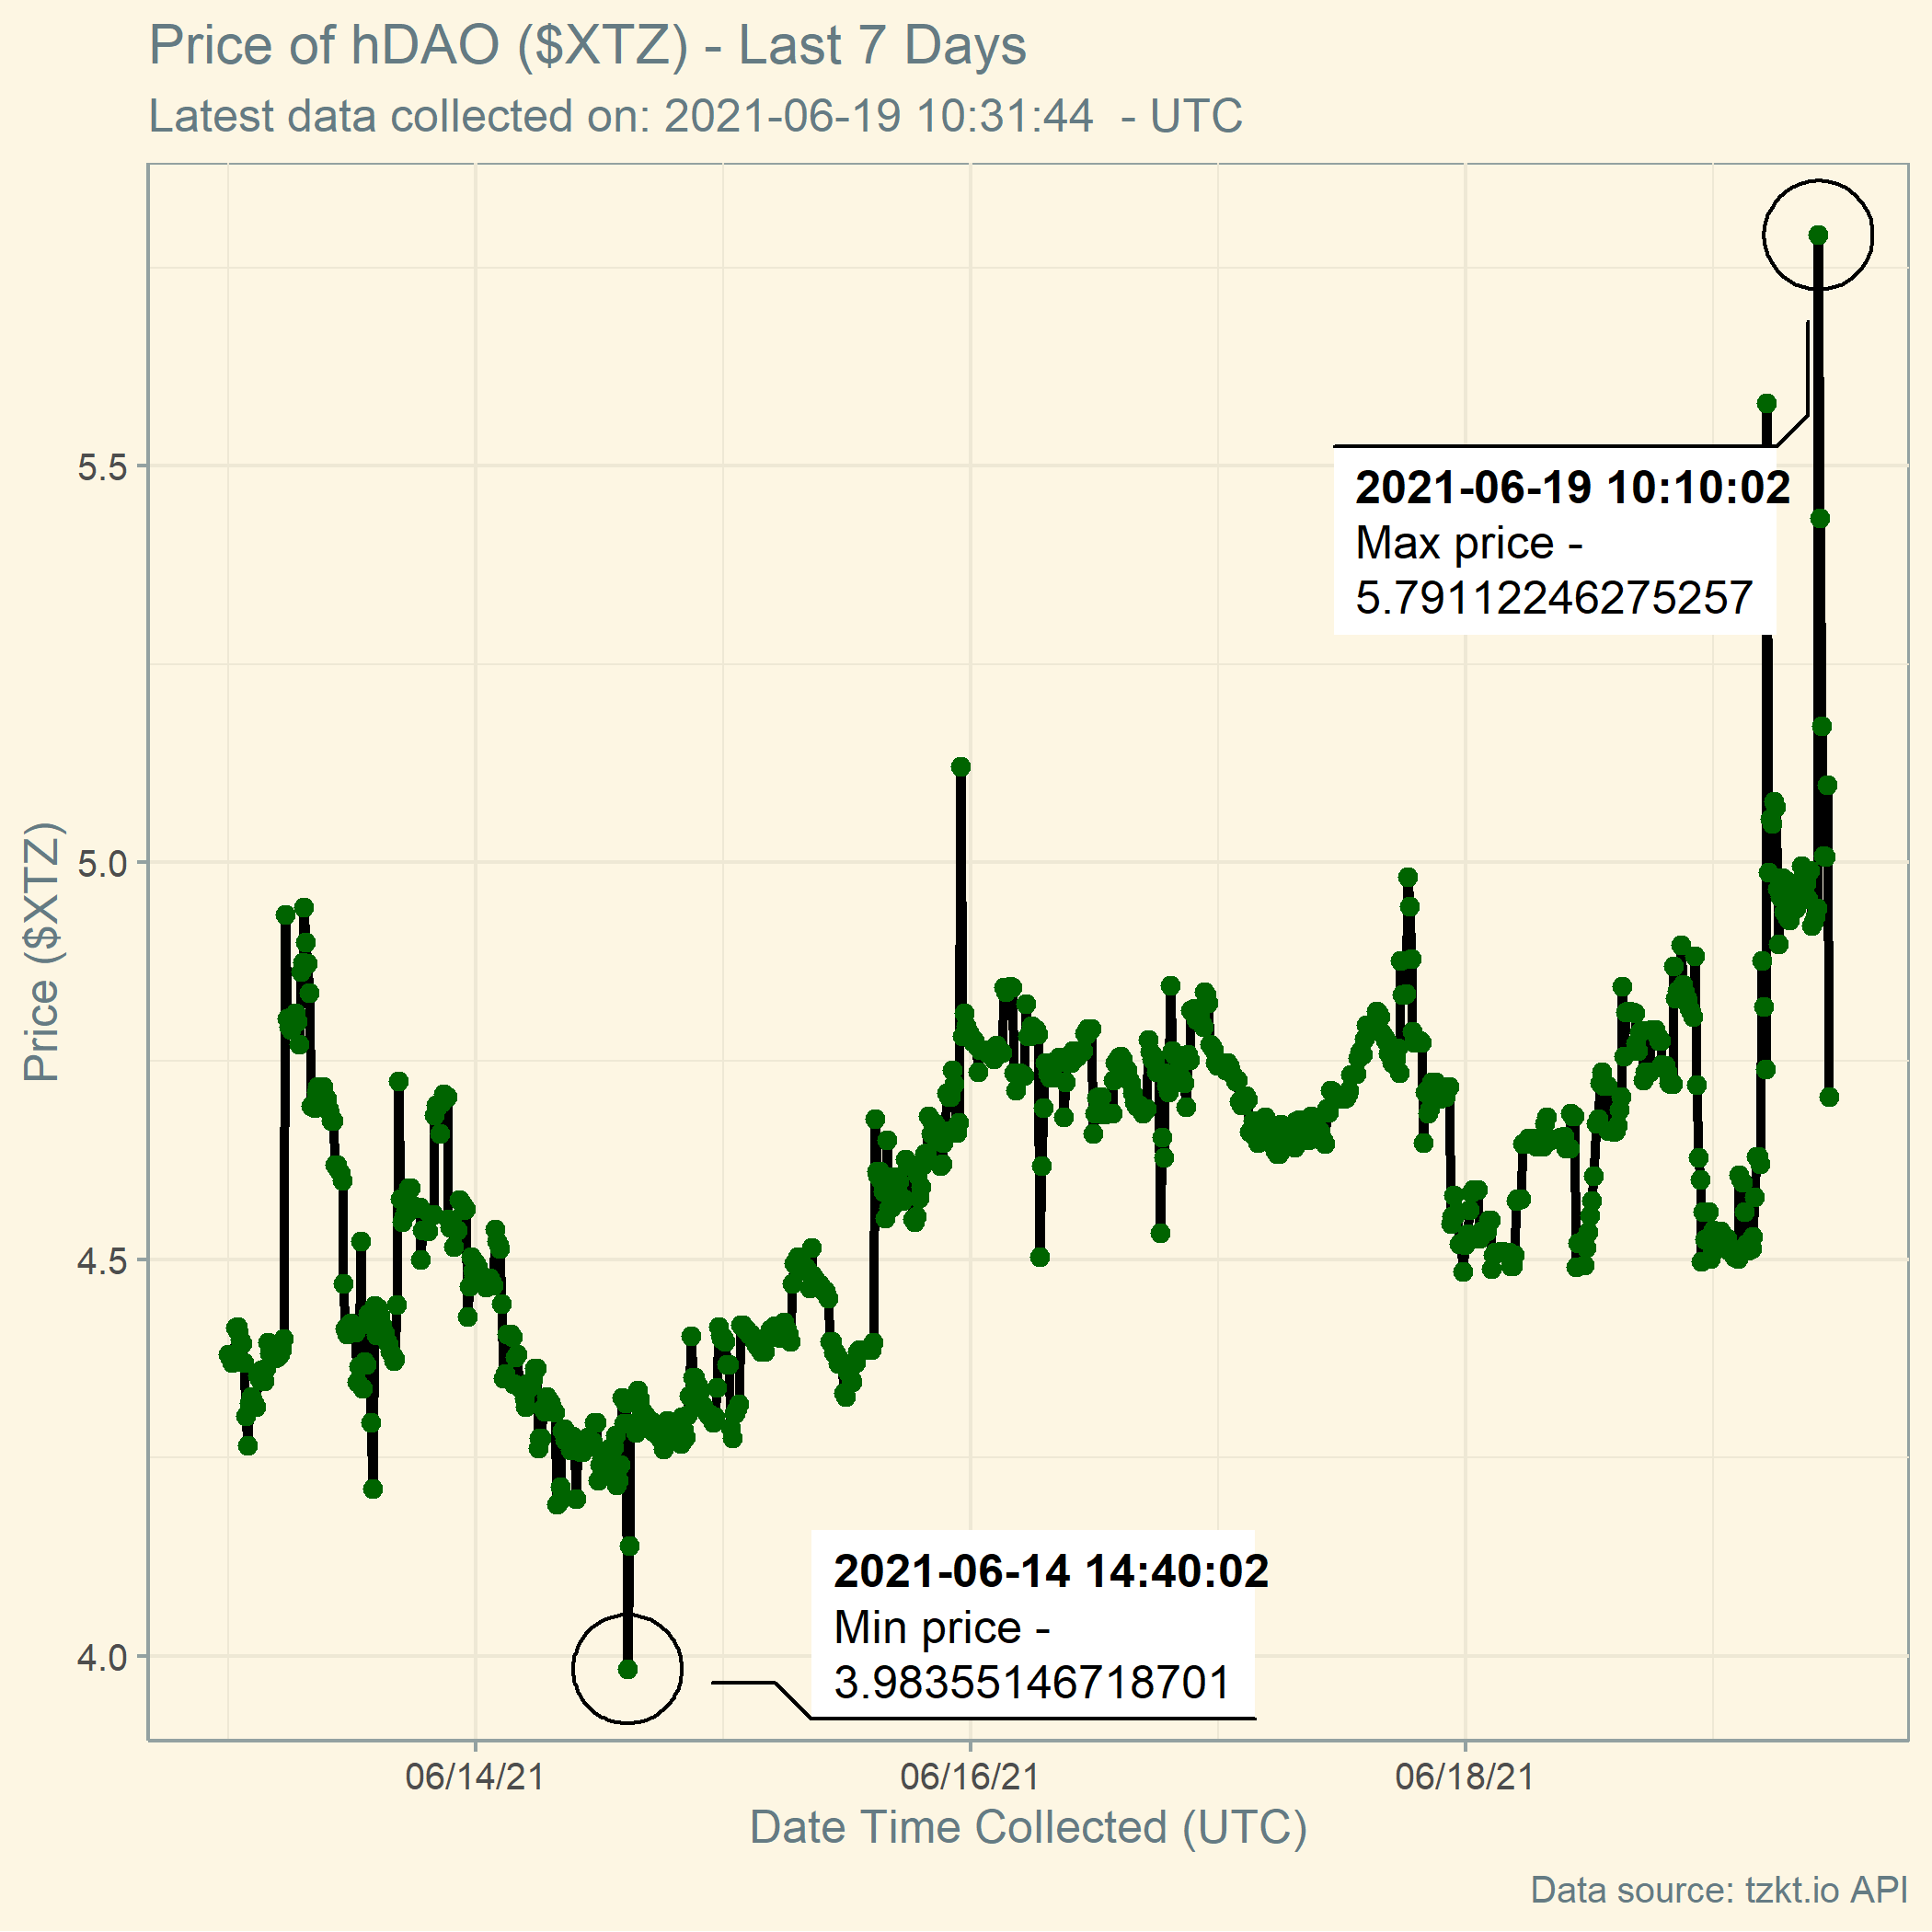 Price of hDAO ($XTZ) - Last 7 Days
Latest data collected on: 2021-06-19 10:31:44  - UTC
2021-06-19 10:10:02
Max price -
5.79112246275257
5.5
5.0
4.5
4.0
Price ($XTZ)
2021-06-14 14:40:02
Min price -
3.98355146718701
06/14/21
06/16/21
06/18/21
Date Time Collected (UTC)
Data source: tzkt.io API